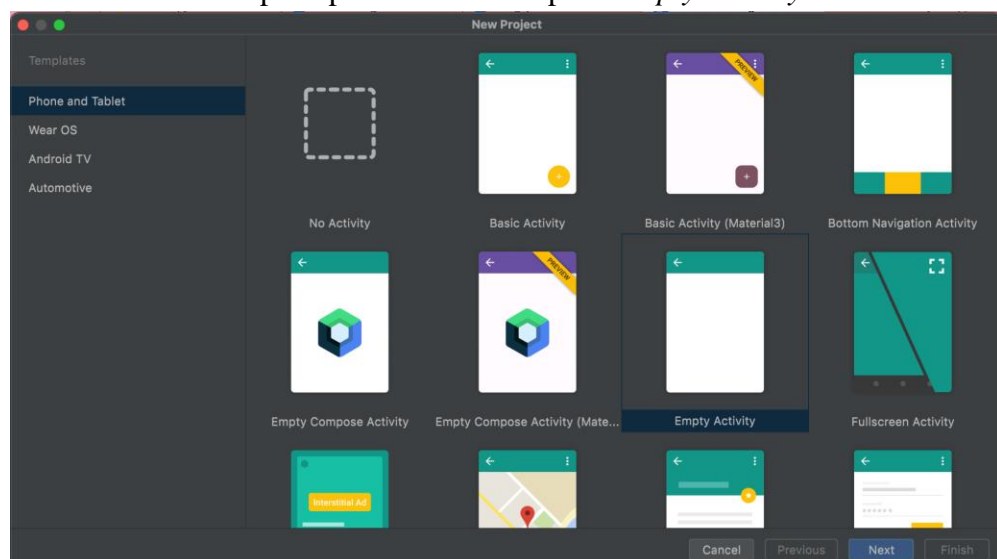 New Project
Templates
Phone and Tablet
Wear OS
Android TV
Automotive
PREVIEW
No Activity
Basic Activity
Basic Activity (Material3)
Bottom Navigation Activity
PREVIEW
Empty Compose Activity
Empty Compose Activity (Mate...
Empty Activity
Fullscreen Activity
Interstitial Ad
Cancel
Previous
Next
Finish